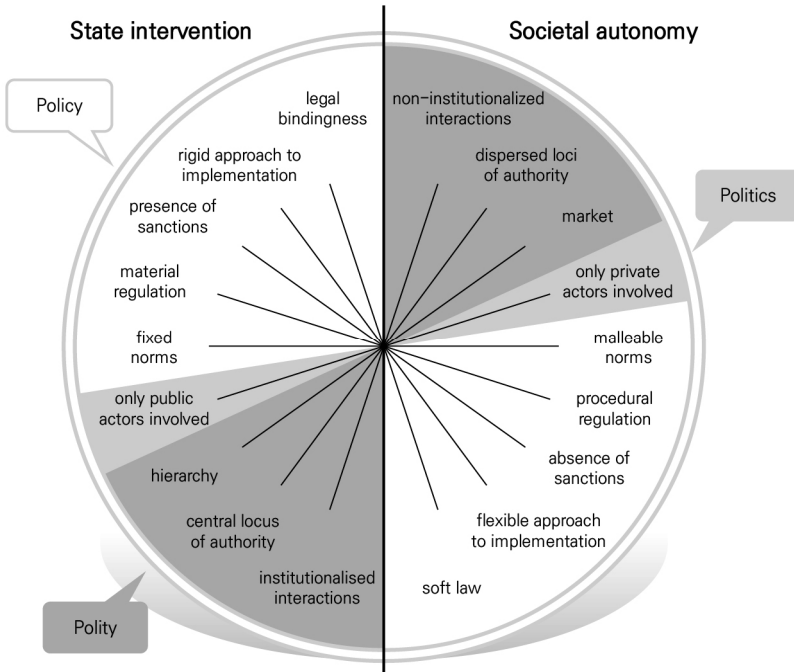 State intervention
Societal autonomy
Policy
legal
bindingness
non-institutionalized
interactions
rigid approach to
implementation
dispersed loci
of authority
presence of
sanctions
market
Politics
material
regulation
only private
actors involved
fixed
norms
malleable
norms
only public
actors involved
procedural
regulation
hierarchy
absence of
sanctions
central locus
of authority
flexible approach
to implementation
institutionalised
interactions
soft law
Polity